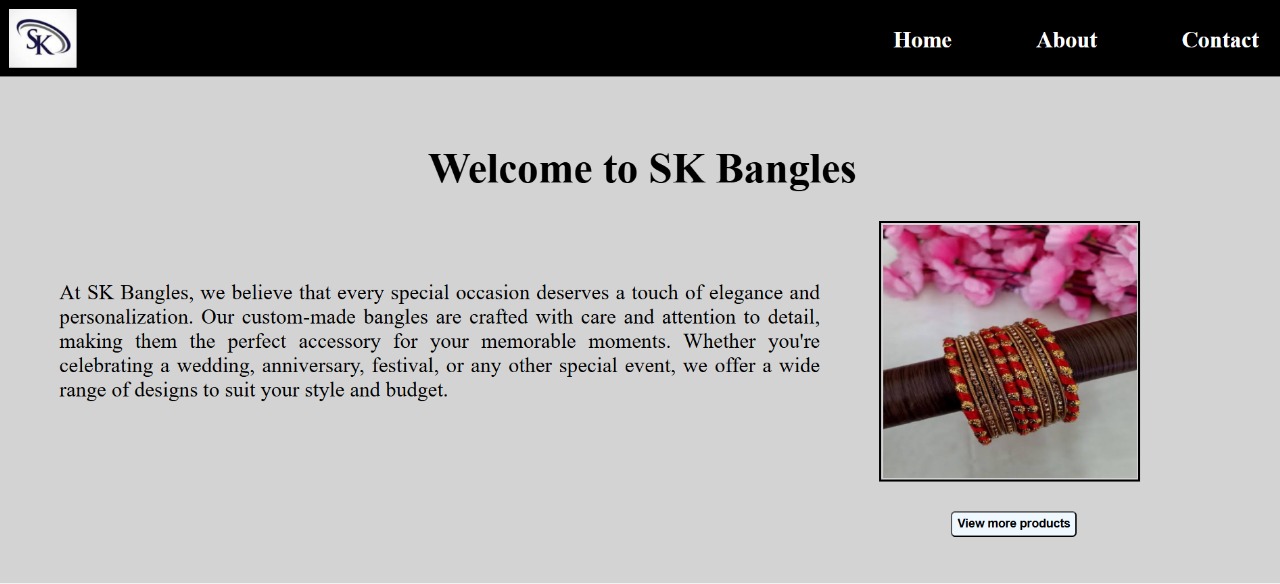 SK
Home About Contact
Welcome to SK Bangles
At SK Bangles, we believe that every special occasion deserves a touch of elegance and
personalization. Our custom-made bangles are crafted with care and attention to detail,
making them the perfect accessory for your memorable moments. Whether you're
celebrating a wedding, anniversary, festival, or any other special event, we offer a wide
range of designs to suit your style and budget.
View more products